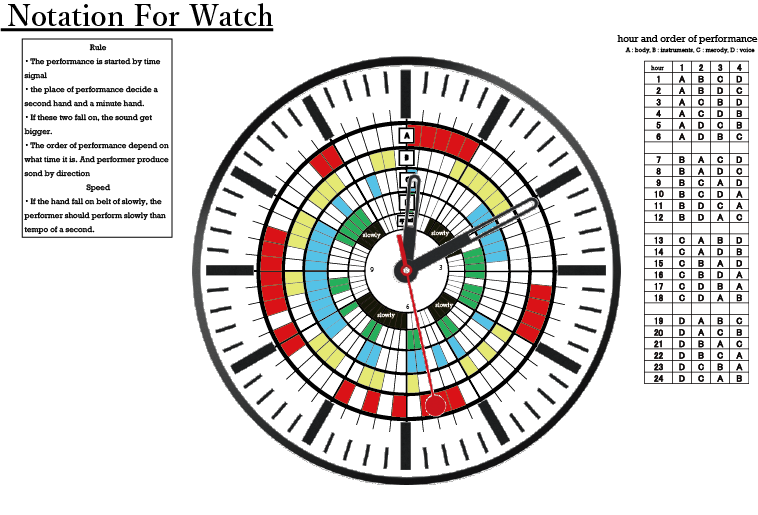 Notation For Watch
Rule
・The performance is started by time
signal
・the place of performance decide a
second hand and a minute hand.
・If these two fall on, the sound get
bigger.
・The order of performance depend on
what time it is. And performer produce
sond by direction
Speed
・If the hand fall on belt of slowly, the
performer should perform slowly than
tempo of a second.
hour and order of performance
A : body, B : instruments, C : merody, D : voice
hour 1 2 3 4
1 A B C D
2 A B D C
3 A C B D
4 A C D B
5 A D C B
6 A D B C
7 B A C D
8 B A D C
9 B C A D
10 B C D A
11 B D C A
12 B D A C
13 C A B D
14 C A D B
15 C B A D
16 C B D A
17 C D B A
18 C D A B
19 D A B C
20 D A C B
21 D B A C
22 D B C A
23 D C B A
24 D C A B
A
B
slowly
slowly
9
3
6
slowly
slowly